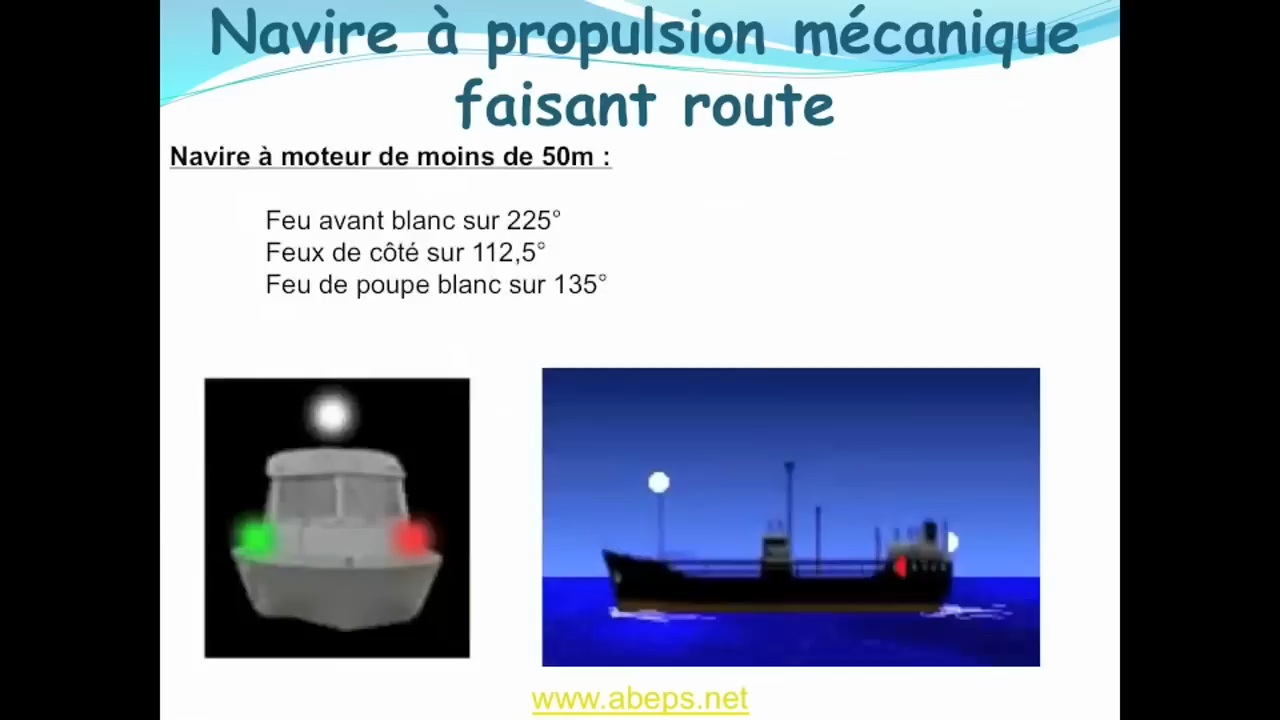 Navire à propulsion mécanique
faisant route
Navire à moteur de moins de 50m :
Feu avant blanc sur 225°
Feux de côté sur 112,5°
Feu de poupe blanc sur 135°
www.abeps.net